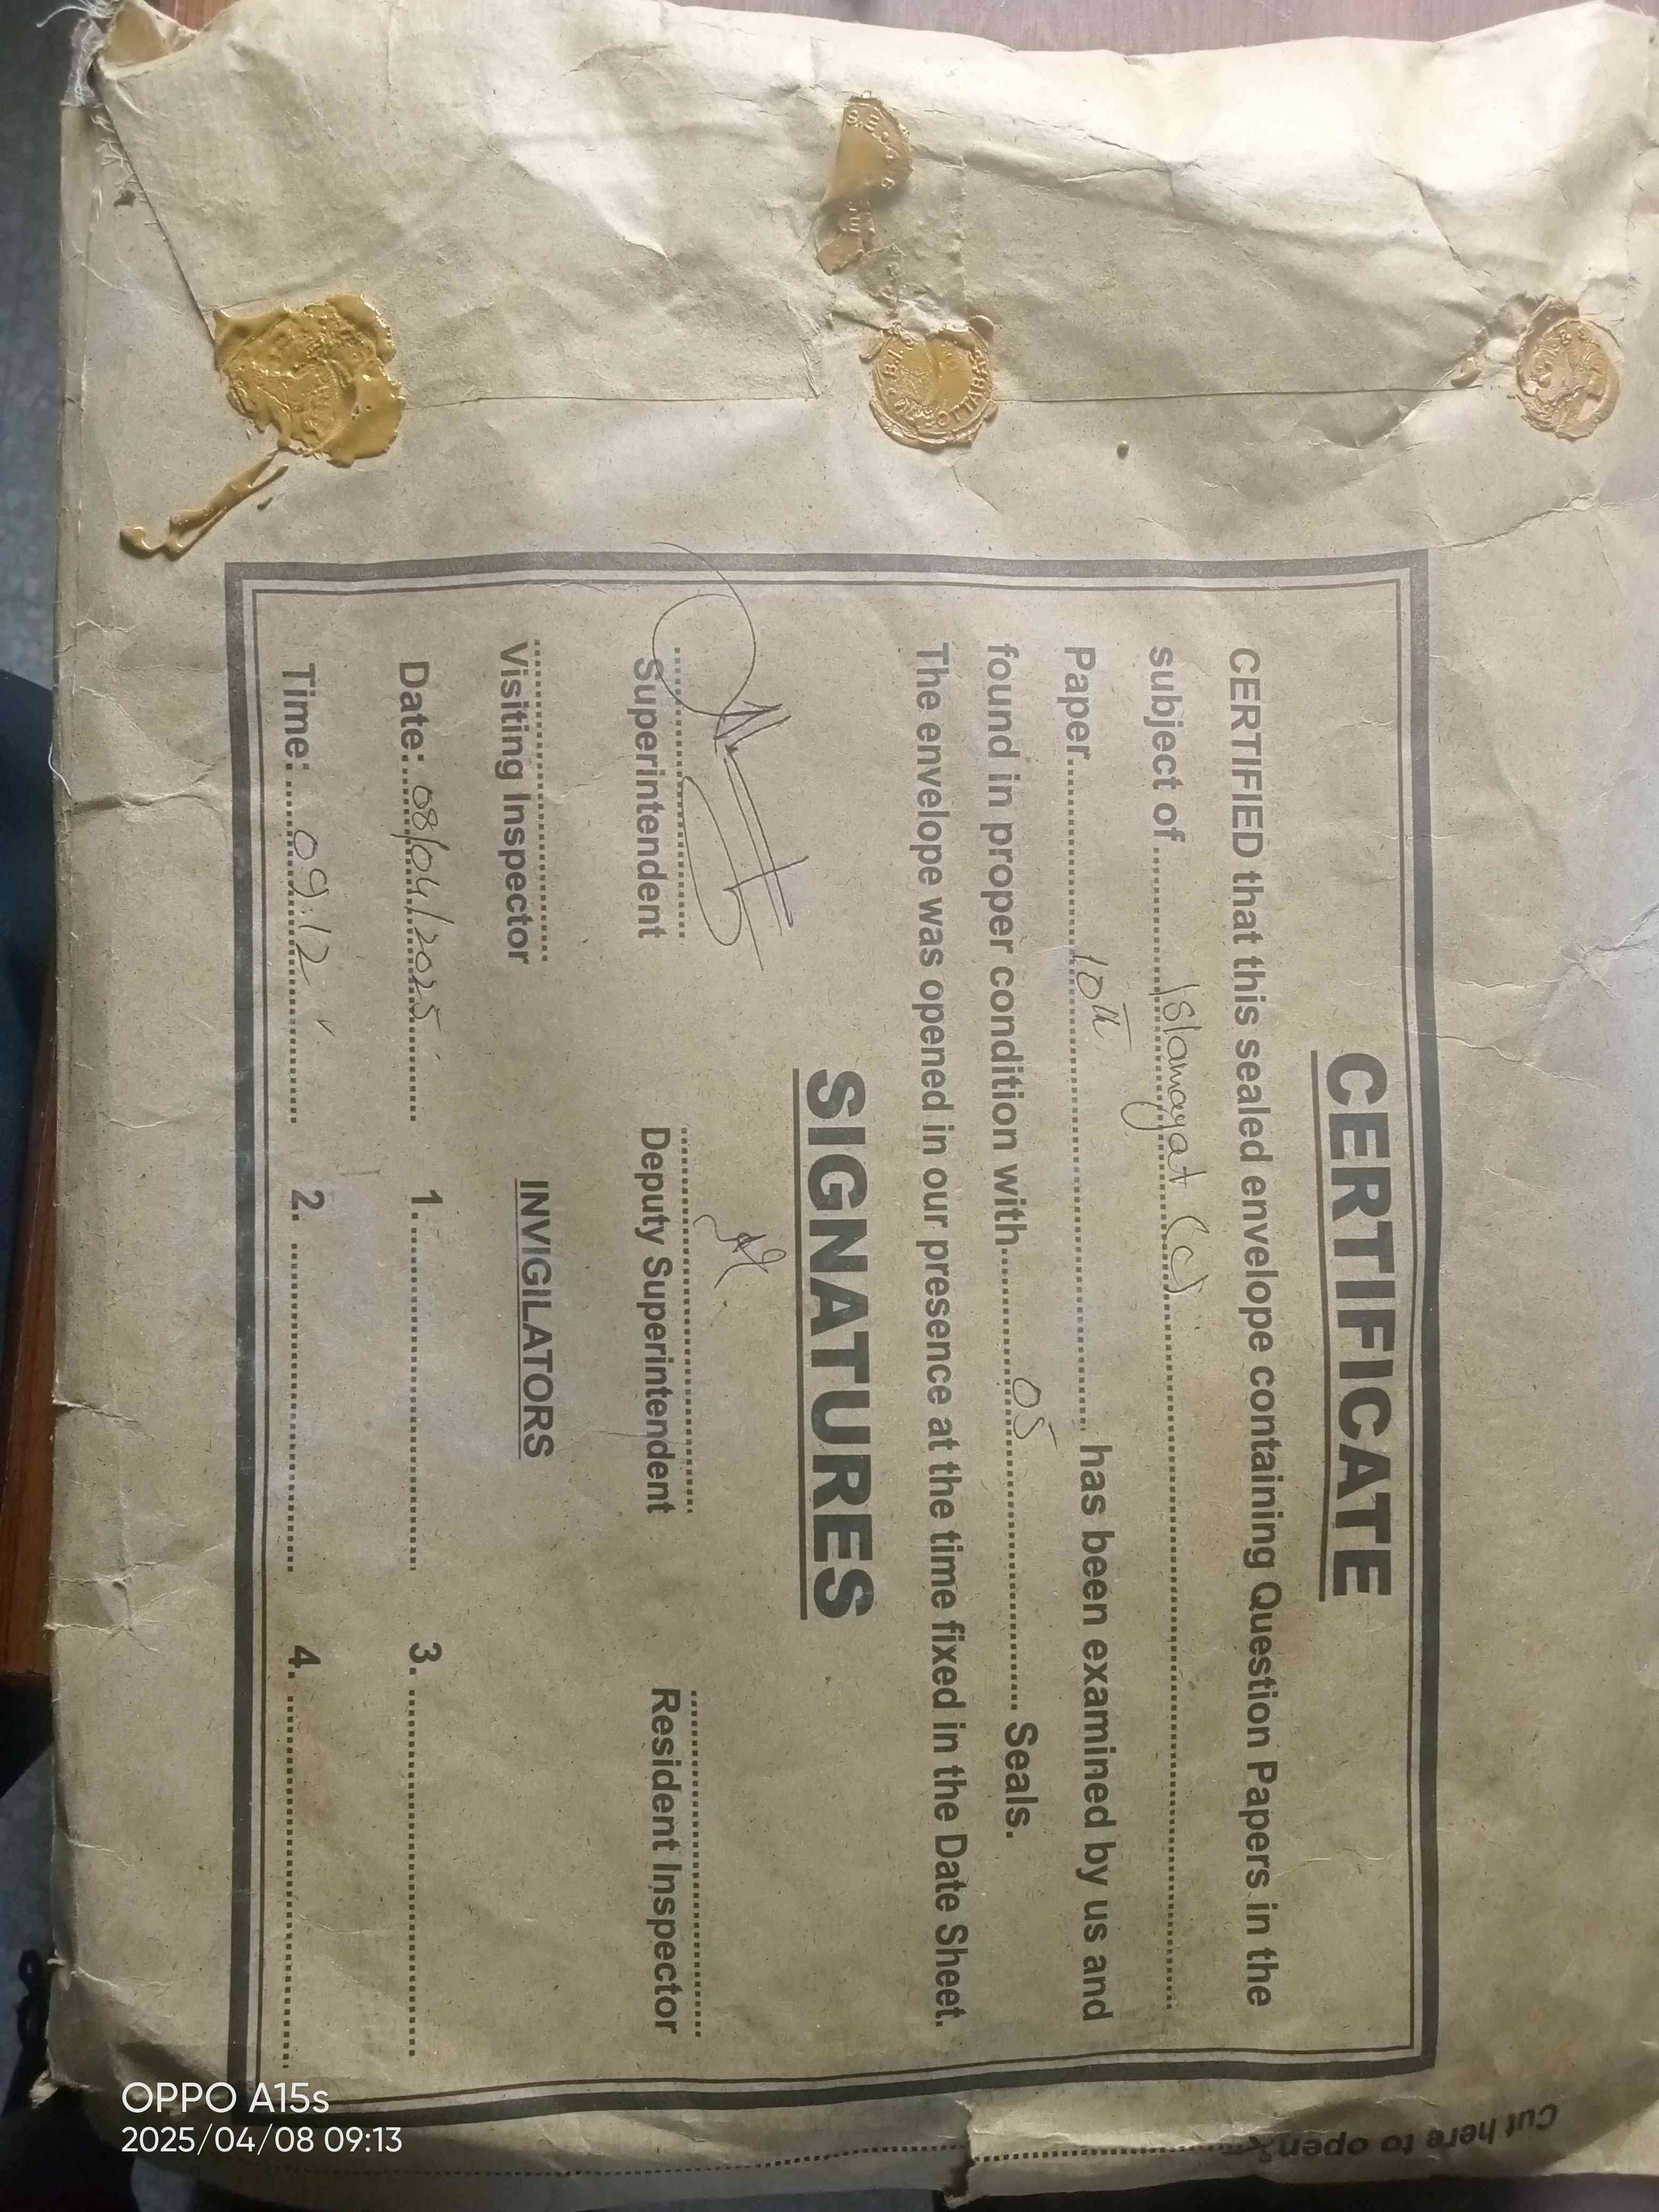 CERTIFICATE
CERTIFIED that this sealed envelope containing Question Papers in the
subject of ........ Islamayat (c) ........
Paper ........ 10th ........ has been examined by us and
found in proper condition with ........ 05 ........ Seals.
The envelope was opened in our presence at the time fixed in the Date Sheet.
SIGNATURES
Superintendent Deputy Superintendent Resident Inspector
Visiting Inspector INVIGILATORS
Date: 08/04/2025 1. ........ 3. ........
Time: 09:12 2. ........ 4. ........
Cut here to open
OPPO A15s
2025/04/08 09:13